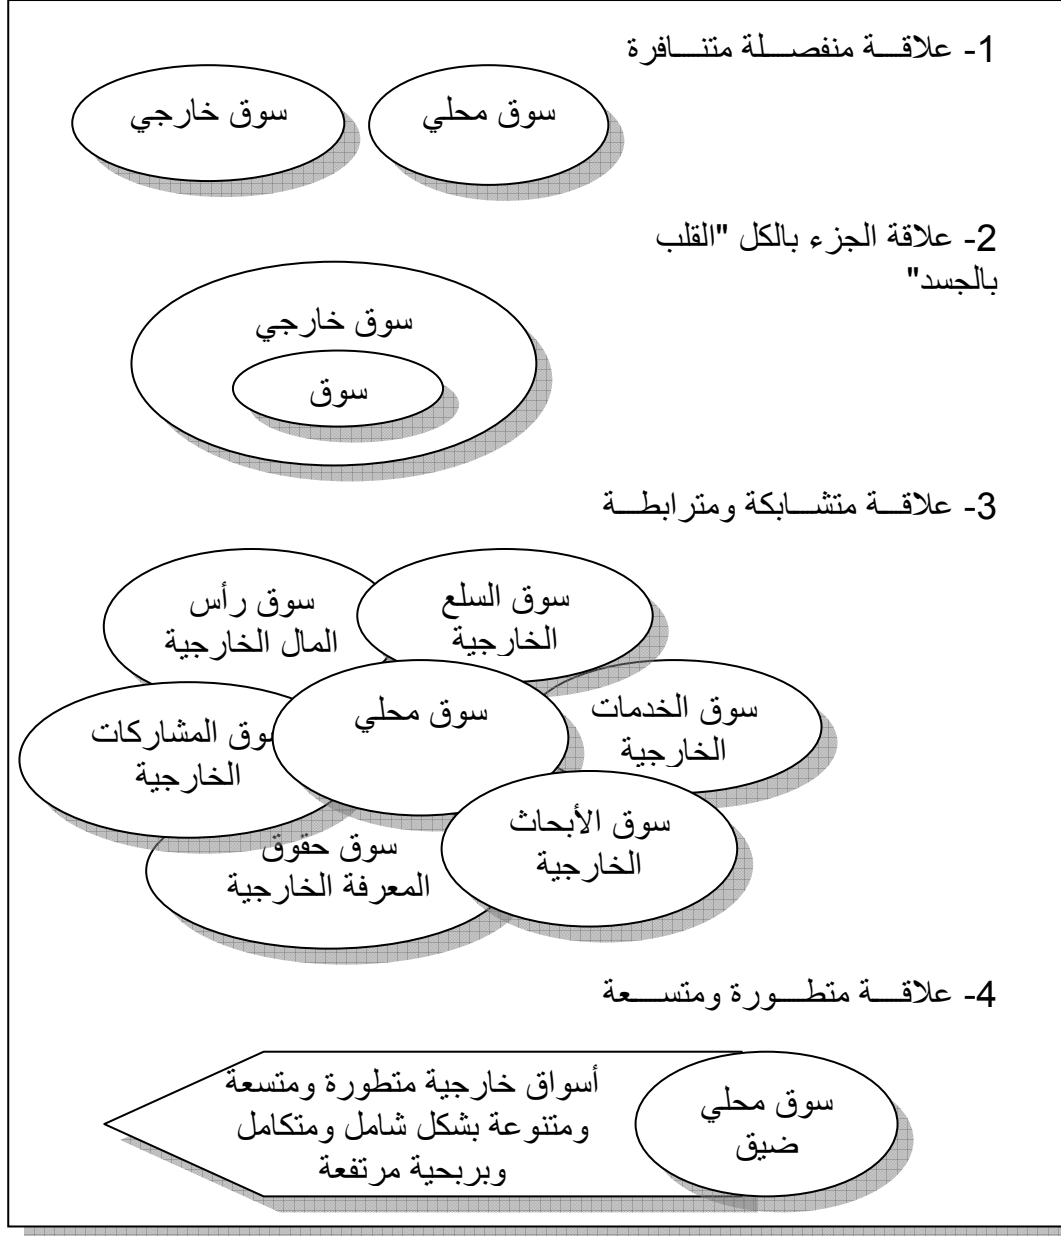 1- علاقة منفصلة متنافرة
سوق محلي
سوق خارجي
2- علاقة الجزء بالكل "القلب
بالجسد"
سوق خارجي
سوق
3- علاقة متشابكة ومترابطة
سوق السلع
الخارجية
سوق رأس
المال الخارجية
سوق الخدمات
الخارجية
سوق محلي
سوق المشاركات
الخارجية
سوق الأبحاث
الخارجية
سوق حقوق
المعرفة الخارجية
4- علاقة متطورة ومتسعة
سوق محلي
ضيق
أسواق خارجية متطورة ومتسعة
ومتنوعة بشكل شامل ومتكامل
وبربحية مرتفعة